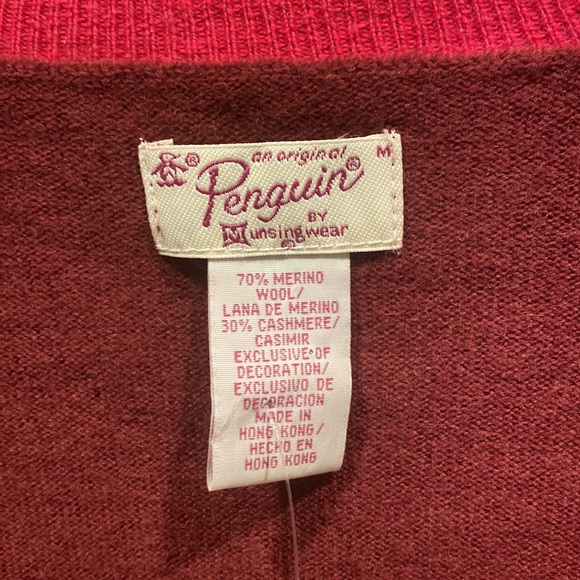 ® an original M
Penguin®
BY
Munsingwear
®
70% MERINO
WOOL/
LANA DE MERINO
30% CASHMERE/
CASIMIR
EXCLUSIVE OF
DECORATION/
EXCLUSIVO DE
DECORACION
MADE IN
HONG KONG/
HECHO EN
HONG KONG